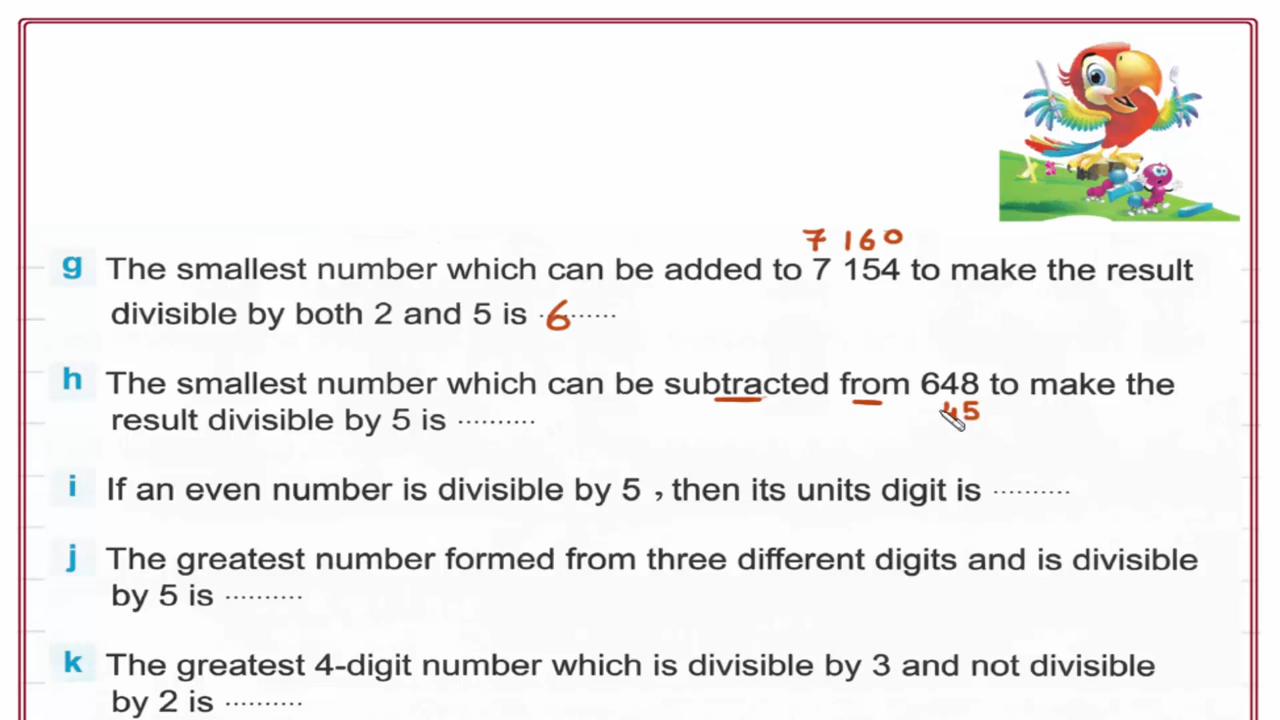 7 160
g The smallest number which can be added to 7 154 to make the result
divisible by both 2 and 5 is 6 ..........
h The smallest number which can be subtracted from 648 to make the
45
result divisible by 5 is ..........
i If an even number is divisible by 5 , then its units digit is ..........
j The greatest number formed from three different digits and is divisible
by 5 is ..........
k The greatest 4-digit number which is divisible by 3 and not divisible
by 2 is ..........